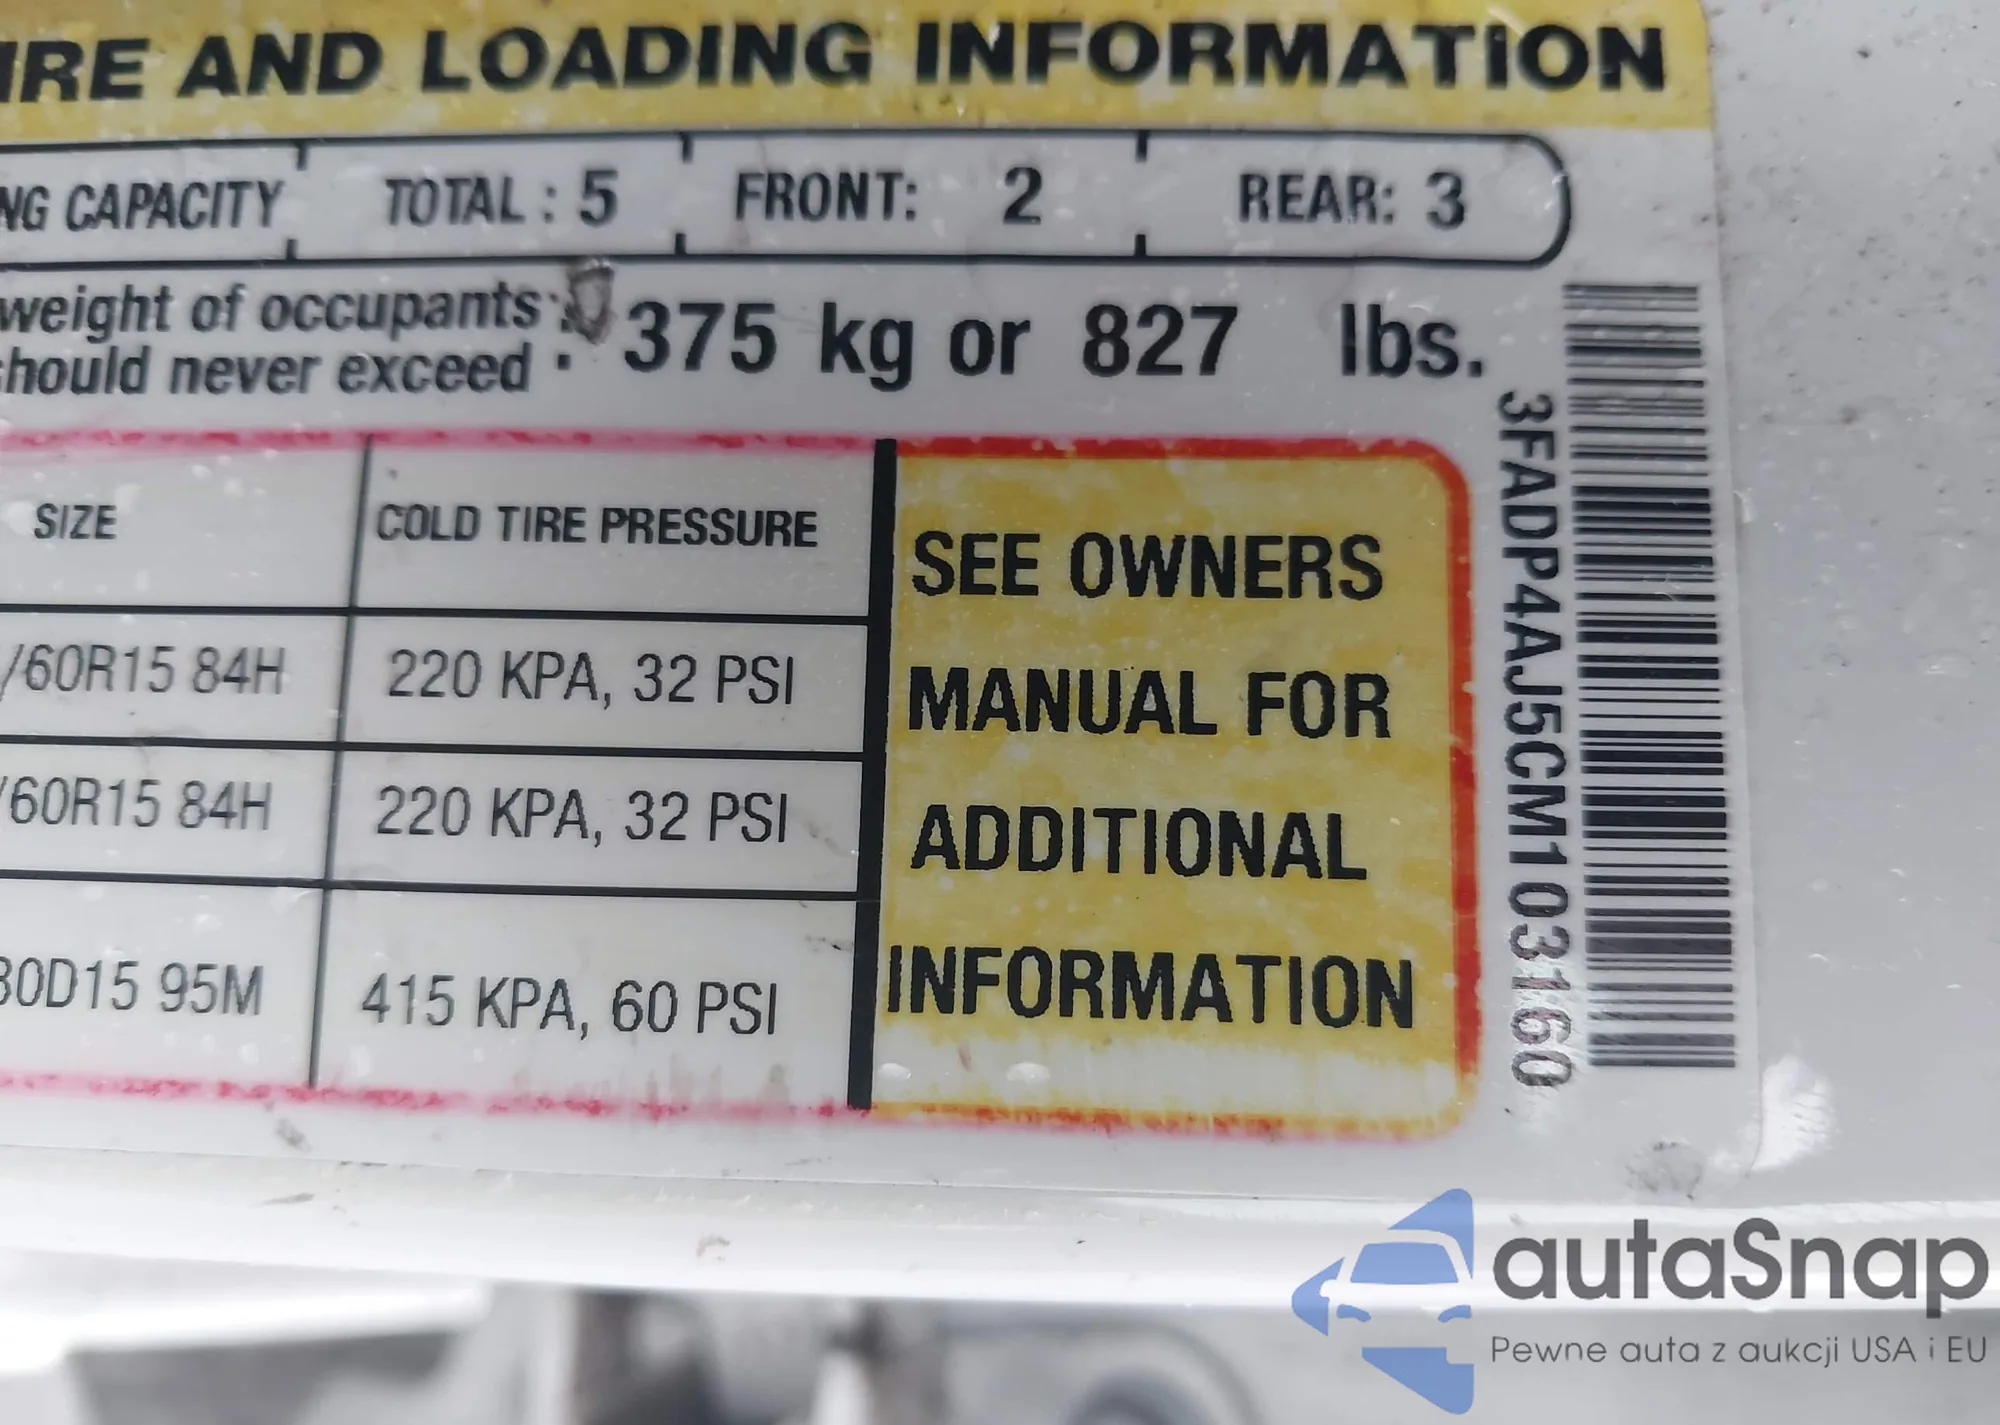 IRE AND LOADING INFORMATION
NG CAPACITY TOTAL : 5 FRONT: 2 REAR: 3
weight of occupants
should never exceed : 375 kg or 827 lbs.
SIZE COLD TIRE PRESSURE
/60R15 84H 220 KPA, 32 PSI
/60R15 84H 220 KPA, 32 PSI
80D15 95M 415 KPA, 60 PSI
SEE OWNERS
MANUAL FOR
ADDITIONAL
INFORMATION
3FADP4AJ5CM103160
autaSnap
Pewne auta z aukcji USA i EU